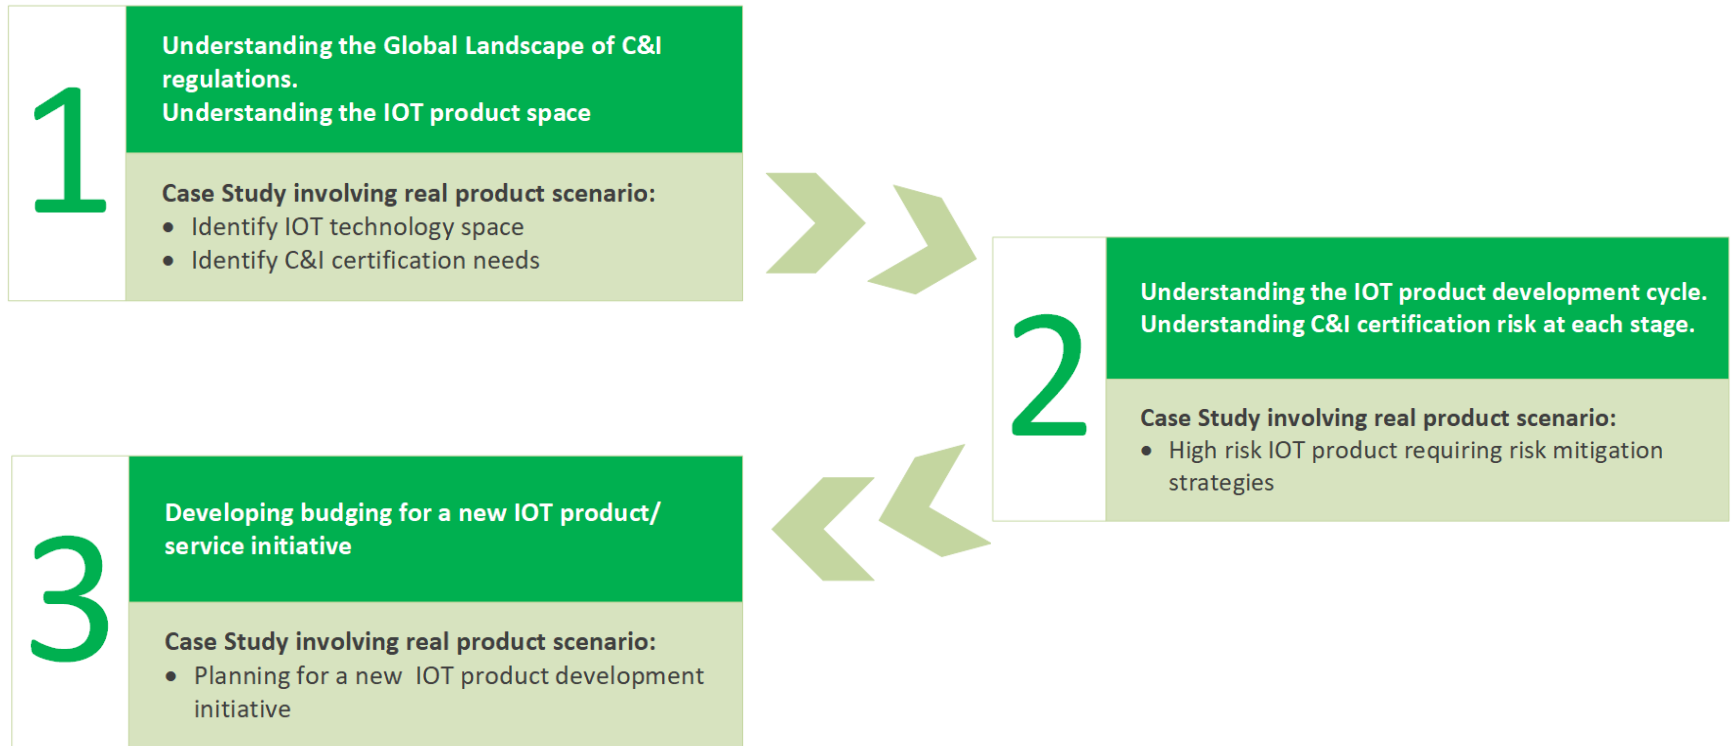 1
Understanding the Global Landscape of C&I
regulations.
Understanding the IOT product space
Case Study involving real product scenario:
• Identify IOT technology space
• Identify C&I certification needs
2
Understanding the IOT product development cycle.
Understanding C&I certification risk at each stage.
Case Study involving real product scenario:
• High risk IOT product requiring risk mitigation
strategies
3
Developing budging for a new IOT product/
service initiative
Case Study involving real product scenario:
• Planning for a new  IOT product development
initiative